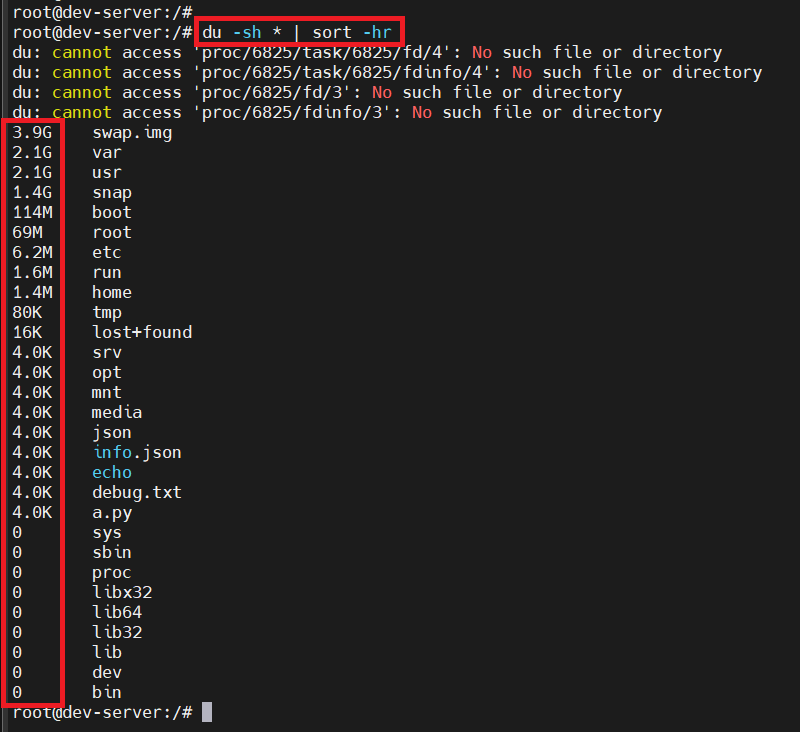 root@dev-server:/#
root@dev-server:/# du -sh * | sort -hr
du: cannot access 'proc/6825/task/6825/fd/4': No such file or directory
du: cannot access 'proc/6825/task/6825/fdinfo/4': No such file or directory
du: cannot access 'proc/6825/fd/3': No such file or directory
du: cannot access 'proc/6825/fdinfo/3': No such file or directory
3.9G    swap.img
2.1G    var
2.1G    usr
1.4G    snap
114M    boot
69M     root
6.2M    etc
1.6M    run
1.4M    home
80K     tmp
16K     lost+found
4.0K    srv
4.0K    opt
4.0K    mnt
4.0K    media
4.0K    json
4.0K    info.json
4.0K    echo
4.0K    debug.txt
4.0K    a.py
0       sys
0       sbin
0       proc
0       libx32
0       lib64
0       lib32
0       lib
0       dev
0       bin
root@dev-server:/#